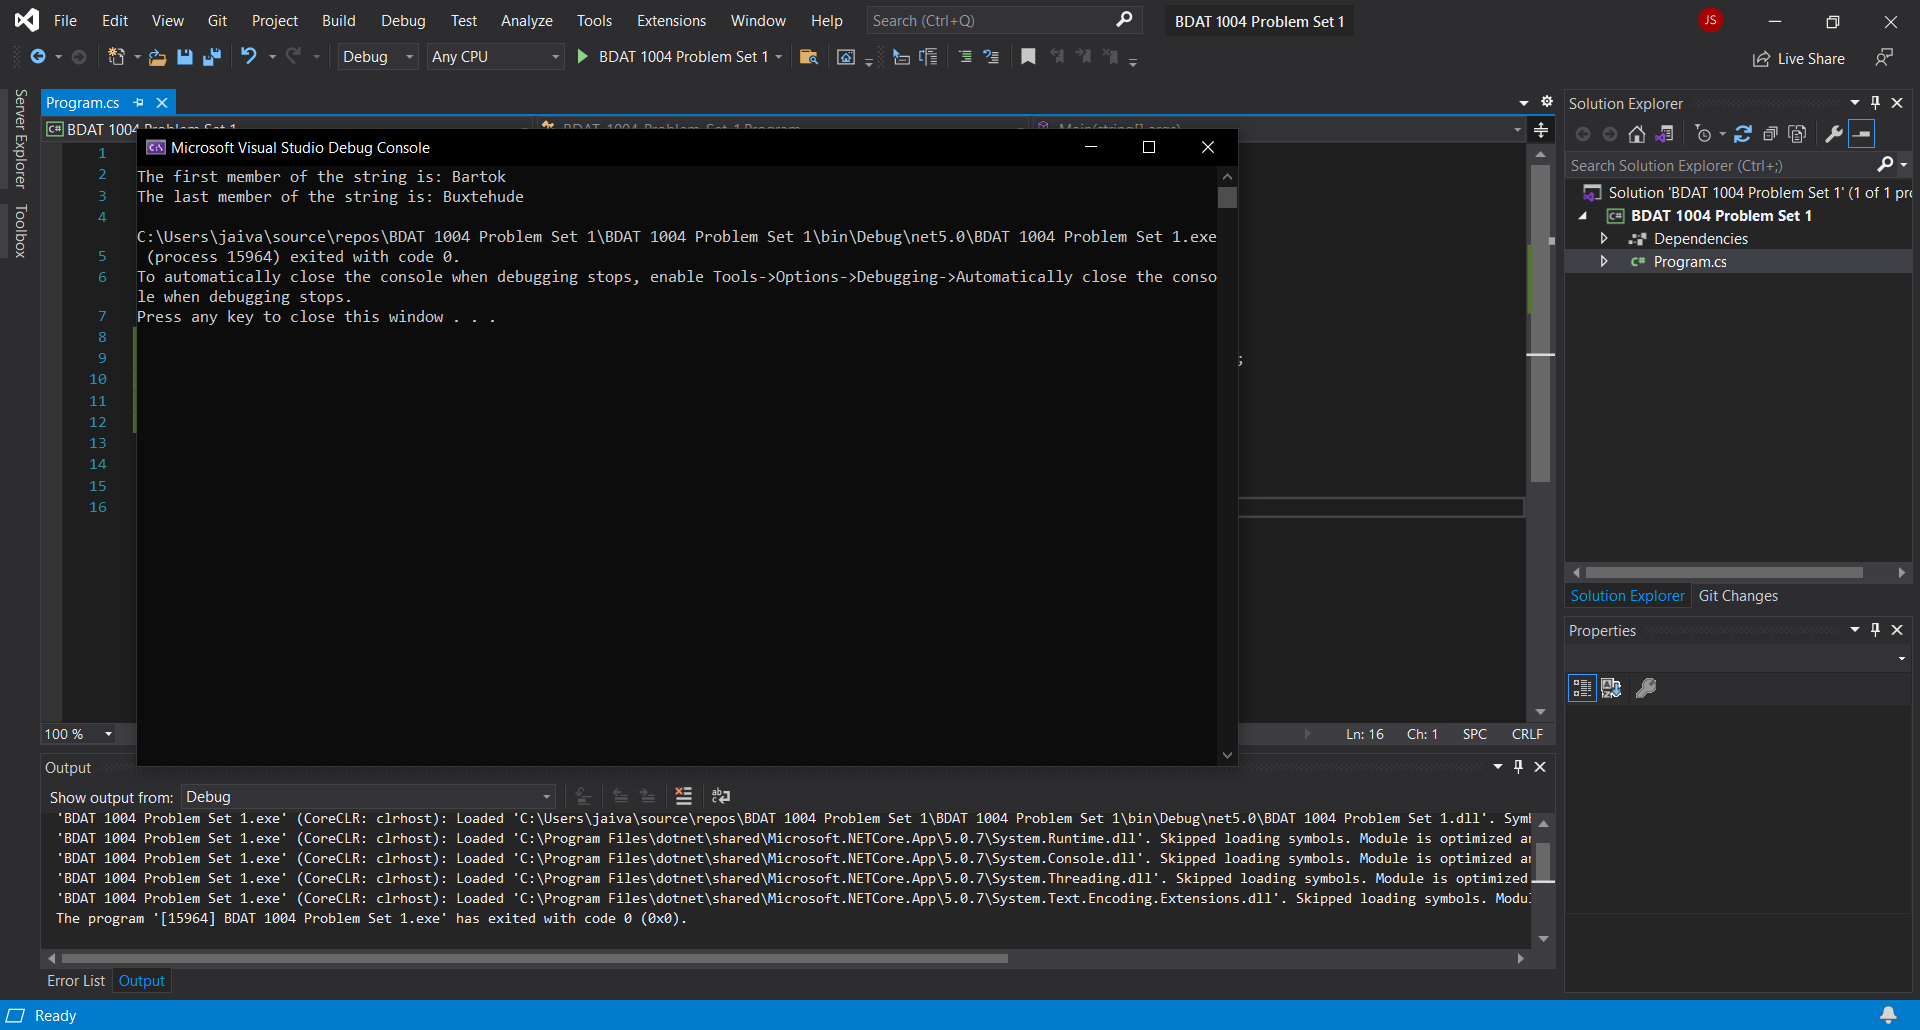 File Edit View Git Project Build Debug Test Analyze Tools Extensions Window Help Search (Ctrl+Q) BDAT 1004 Problem Set 1 JS
Debug Any CPU BDAT 1004 Problem Set 1 Live Share
Server Explorer
Toolbox
Program.cs
C# BDAT 1004 Problem Set 1
Microsoft Visual Studio Debug Console
The first member of the string is: Bartok
The last member of the string is: Buxtehude
C:\Users\jaiva\source\repos\BDAT 1004 Problem Set 1\BDAT 1004 Problem Set 1\bin\Debug\net5.0\BDAT 1004 Problem Set 1.exe
(process 15964) exited with code 0.
To automatically close the console when debugging stops, enable Tools->Options->Debugging->Automatically close the conso
le when debugging stops.
Press any key to close this window . . .
1
2
3
4
5
6
7
8
9
10
11
12
13
14
15
16
;
100 % Ln: 16 Ch: 1 SPC CRLF
Output
Show output from: Debug
'BDAT 1004 Problem Set 1.exe' (CoreCLR: clrhost): Loaded 'C:\Users\jaiva\source\repos\BDAT 1004 Problem Set 1\BDAT 1004 Problem Set 1\bin\Debug\net5.0\BDAT 1004 Problem Set 1.dll'. Symb
'BDAT 1004 Problem Set 1.exe' (CoreCLR: clrhost): Loaded 'C:\Program Files\dotnet\shared\Microsoft.NETCore.App\5.0.7\System.Runtime.dll'. Skipped loading symbols. Module is optimized an
'BDAT 1004 Problem Set 1.exe' (CoreCLR: clrhost): Loaded 'C:\Program Files\dotnet\shared\Microsoft.NETCore.App\5.0.7\System.Console.dll'. Skipped loading symbols. Module is optimized an
'BDAT 1004 Problem Set 1.exe' (CoreCLR: clrhost): Loaded 'C:\Program Files\dotnet\shared\Microsoft.NETCore.App\5.0.7\System.Threading.dll'. Skipped loading symbols. Module is optimized
'BDAT 1004 Problem Set 1.exe' (CoreCLR: clrhost): Loaded 'C:\Program Files\dotnet\shared\Microsoft.NETCore.App\5.0.7\System.Text.Encoding.Extensions.dll'. Skipped loading symbols. Modul
The program '[15964] BDAT 1004 Problem Set 1.exe' has exited with code 0 (0x0).
Error List Output
Ready
Solution Explorer
Search Solution Explorer (Ctrl+;)
Solution 'BDAT 1004 Problem Set 1' (1 of 1 pro
C# BDAT 1004 Problem Set 1
Dependencies
C# Program.cs
Solution Explorer Git Changes
Properties